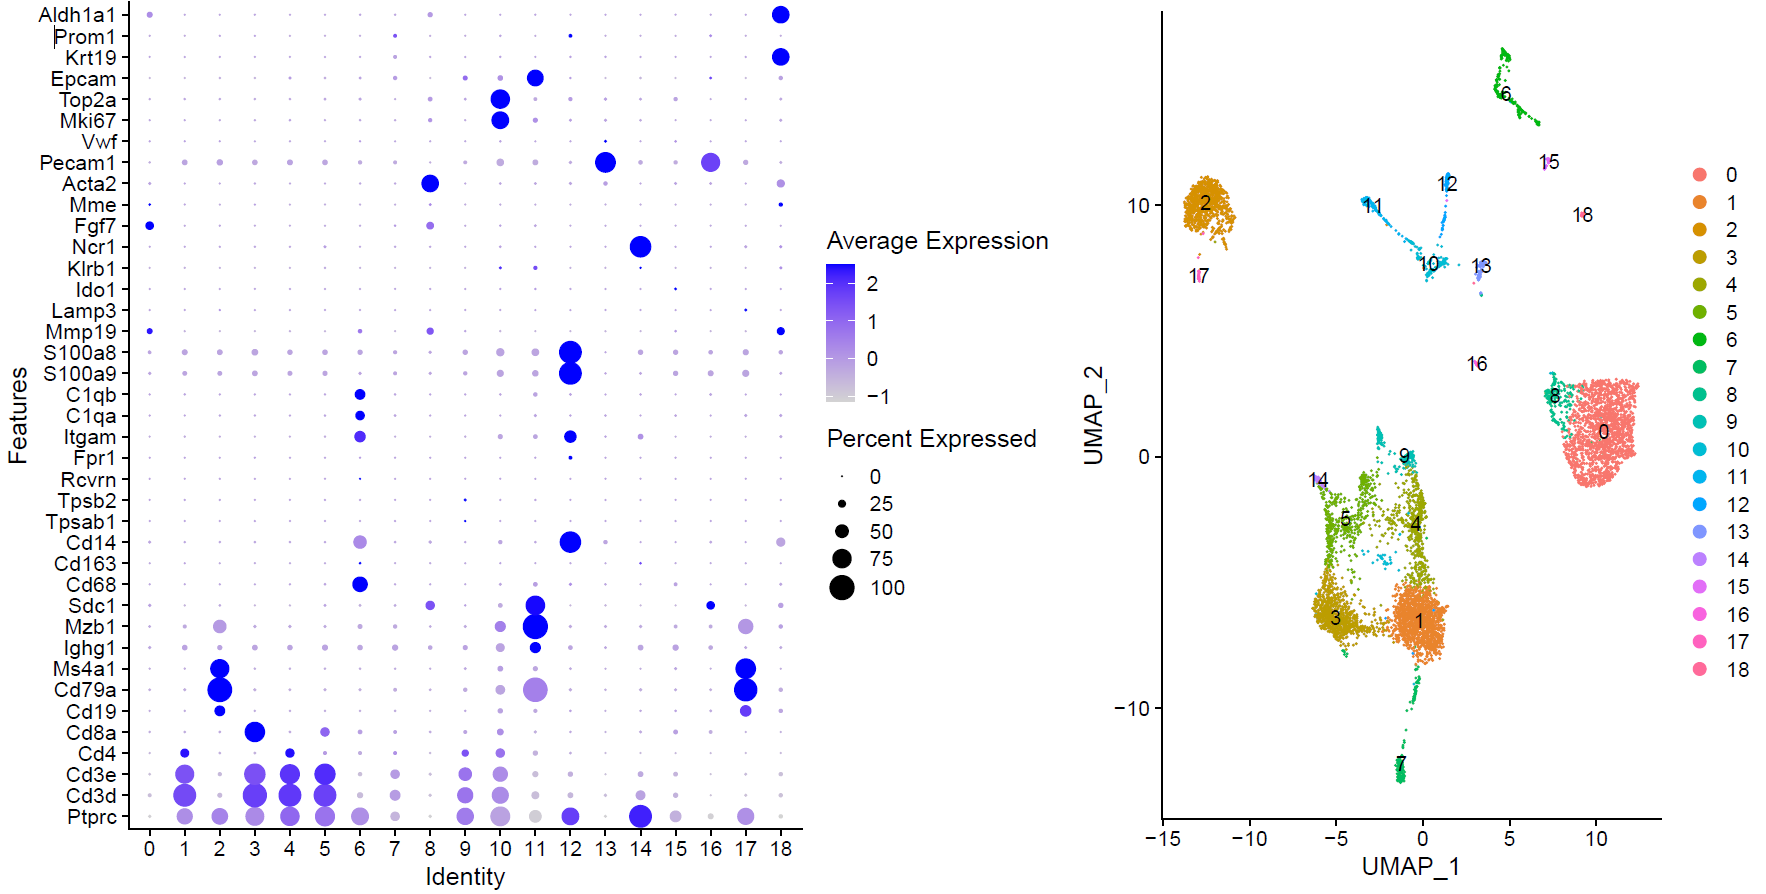 Aldh1a1
Prom1
Krt19
Epcam
Top2a
Mki67
Vwf
Pecam1
Acta2
Mme
Fgf7
Ncr1
Klrb1
Ido1
Lamp3
Mmp19
S100a8
S100a9
C1qb
C1qa
Itgam
Fpr1
Rcvrn
Tpsb2
Tpsab1
Cd14
Cd163
Cd68
Sdc1
Mzb1
Ighg1
Ms4a1
Cd79a
Cd19
Cd8a
Cd4
Cd3e
Cd3d
Ptprc
Features
0 1 2 3 4 5 6 7 8 9 10 11 12 13 14 15 16 17 18
Identity
Average Expression
2
1
0
−1
Percent Expressed
0
25
50
75
100
UMAP_2
10
0
−10
6
15
12
18
2
11
10
13
17
16
8
0
9
14
5
4
3
1
7
−15 −10 −5 0 5 10
UMAP_1
0
1
2
3
4
5
6
7
8
9
10
11
12
13
14
15
16
17
18